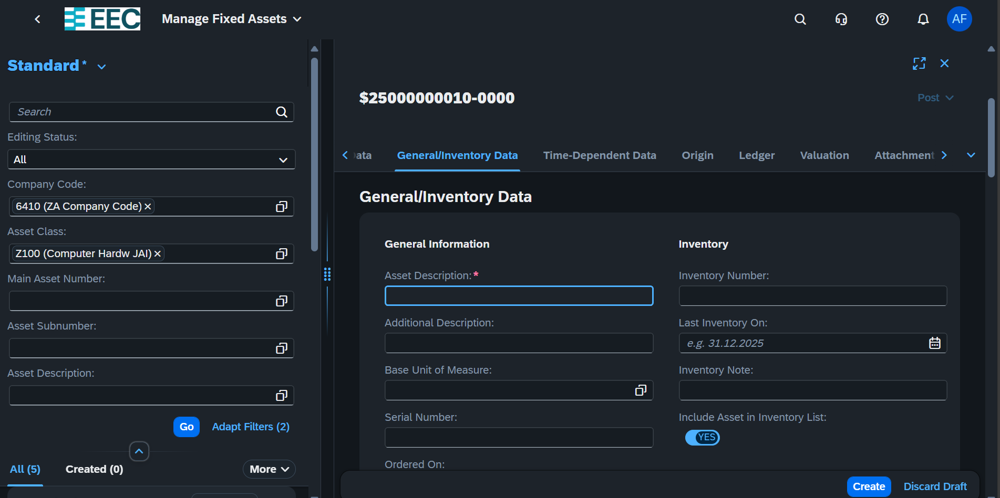 EEC
Manage Fixed Assets
AF
Standard *
Search
Editing Status:
All
Company Code:
6410 (ZA Company Code)
Asset Class:
Z100 (Computer Hardw JAI)
Main Asset Number:
Asset Subnumber:
Asset Description:
Go
Adapt Filters (2)
All (5)
Created (0)
More
$25000000010-0000
Post
ata
General/Inventory Data
Time-Dependent Data
Origin
Ledger
Valuation
Attachment
General/Inventory Data
General Information
Asset Description:*
Additional Description:
Base Unit of Measure:
Serial Number:
Ordered On:
Inventory
Inventory Number:
Last Inventory On:
e.g. 31.12.2025
Inventory Note:
Include Asset in Inventory List:
YES
Create
Discard Draft